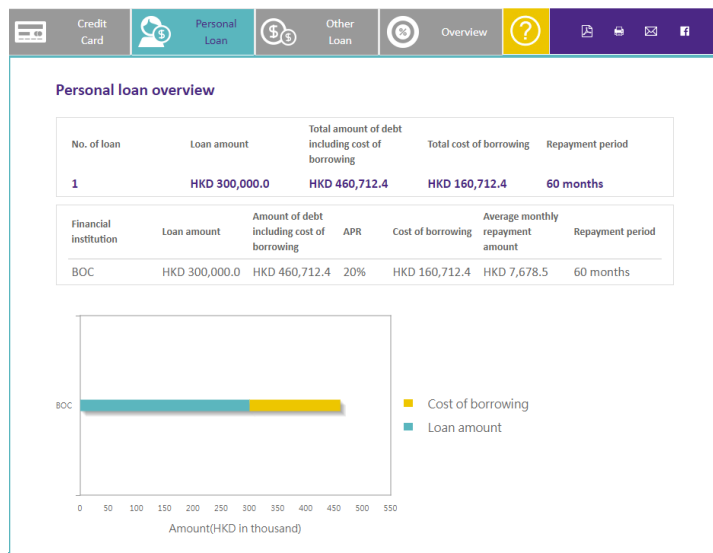 Credit
Card
Personal
Loan
Other
Loan
Overview
?
Personal loan overview
No. of loan Loan amount Total amount of debt including cost of borrowing Total cost of borrowing Repayment period
1 HKD 300,000.0 HKD 460,712.4 HKD 160,712.4 60 months
Financial institution Loan amount Amount of debt including cost of borrowing APR Cost of borrowing Average monthly repayment amount Repayment period
BOC HKD 300,000.0 HKD 460,712.4 20% HKD 160,712.4 HKD 7,678.5 60 months
BOC
Cost of borrowing
Loan amount
0 50 100 150 200 250 300 350 400 450 500 550
Amount(HKD in thousand)